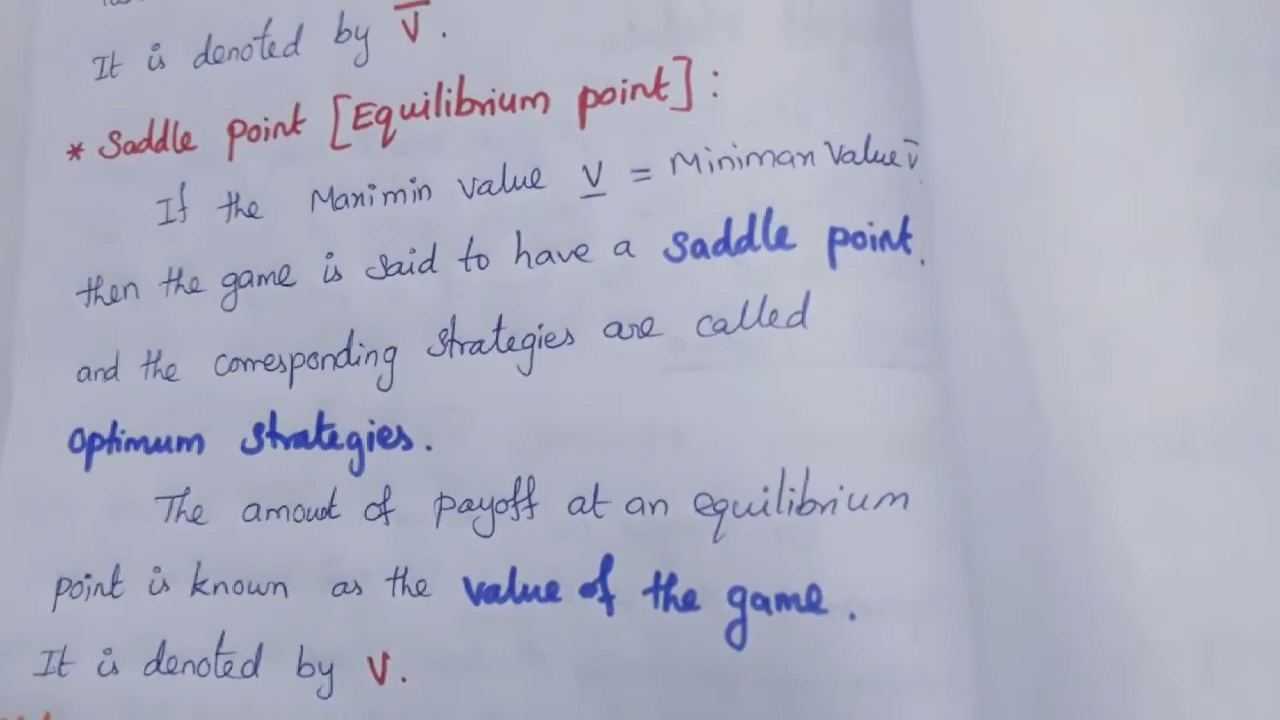 It is denoted by V̅.
* Saddle point [Equilibrium point]:
If the Maximin value V̲ = Minimax Value v̅
then the game is said to have a saddle point.
and the corresponding strategies are called
optimum strategies.
The amout of payoff at an equilibrium
point is known as the value of the game.
It is denoted by V.